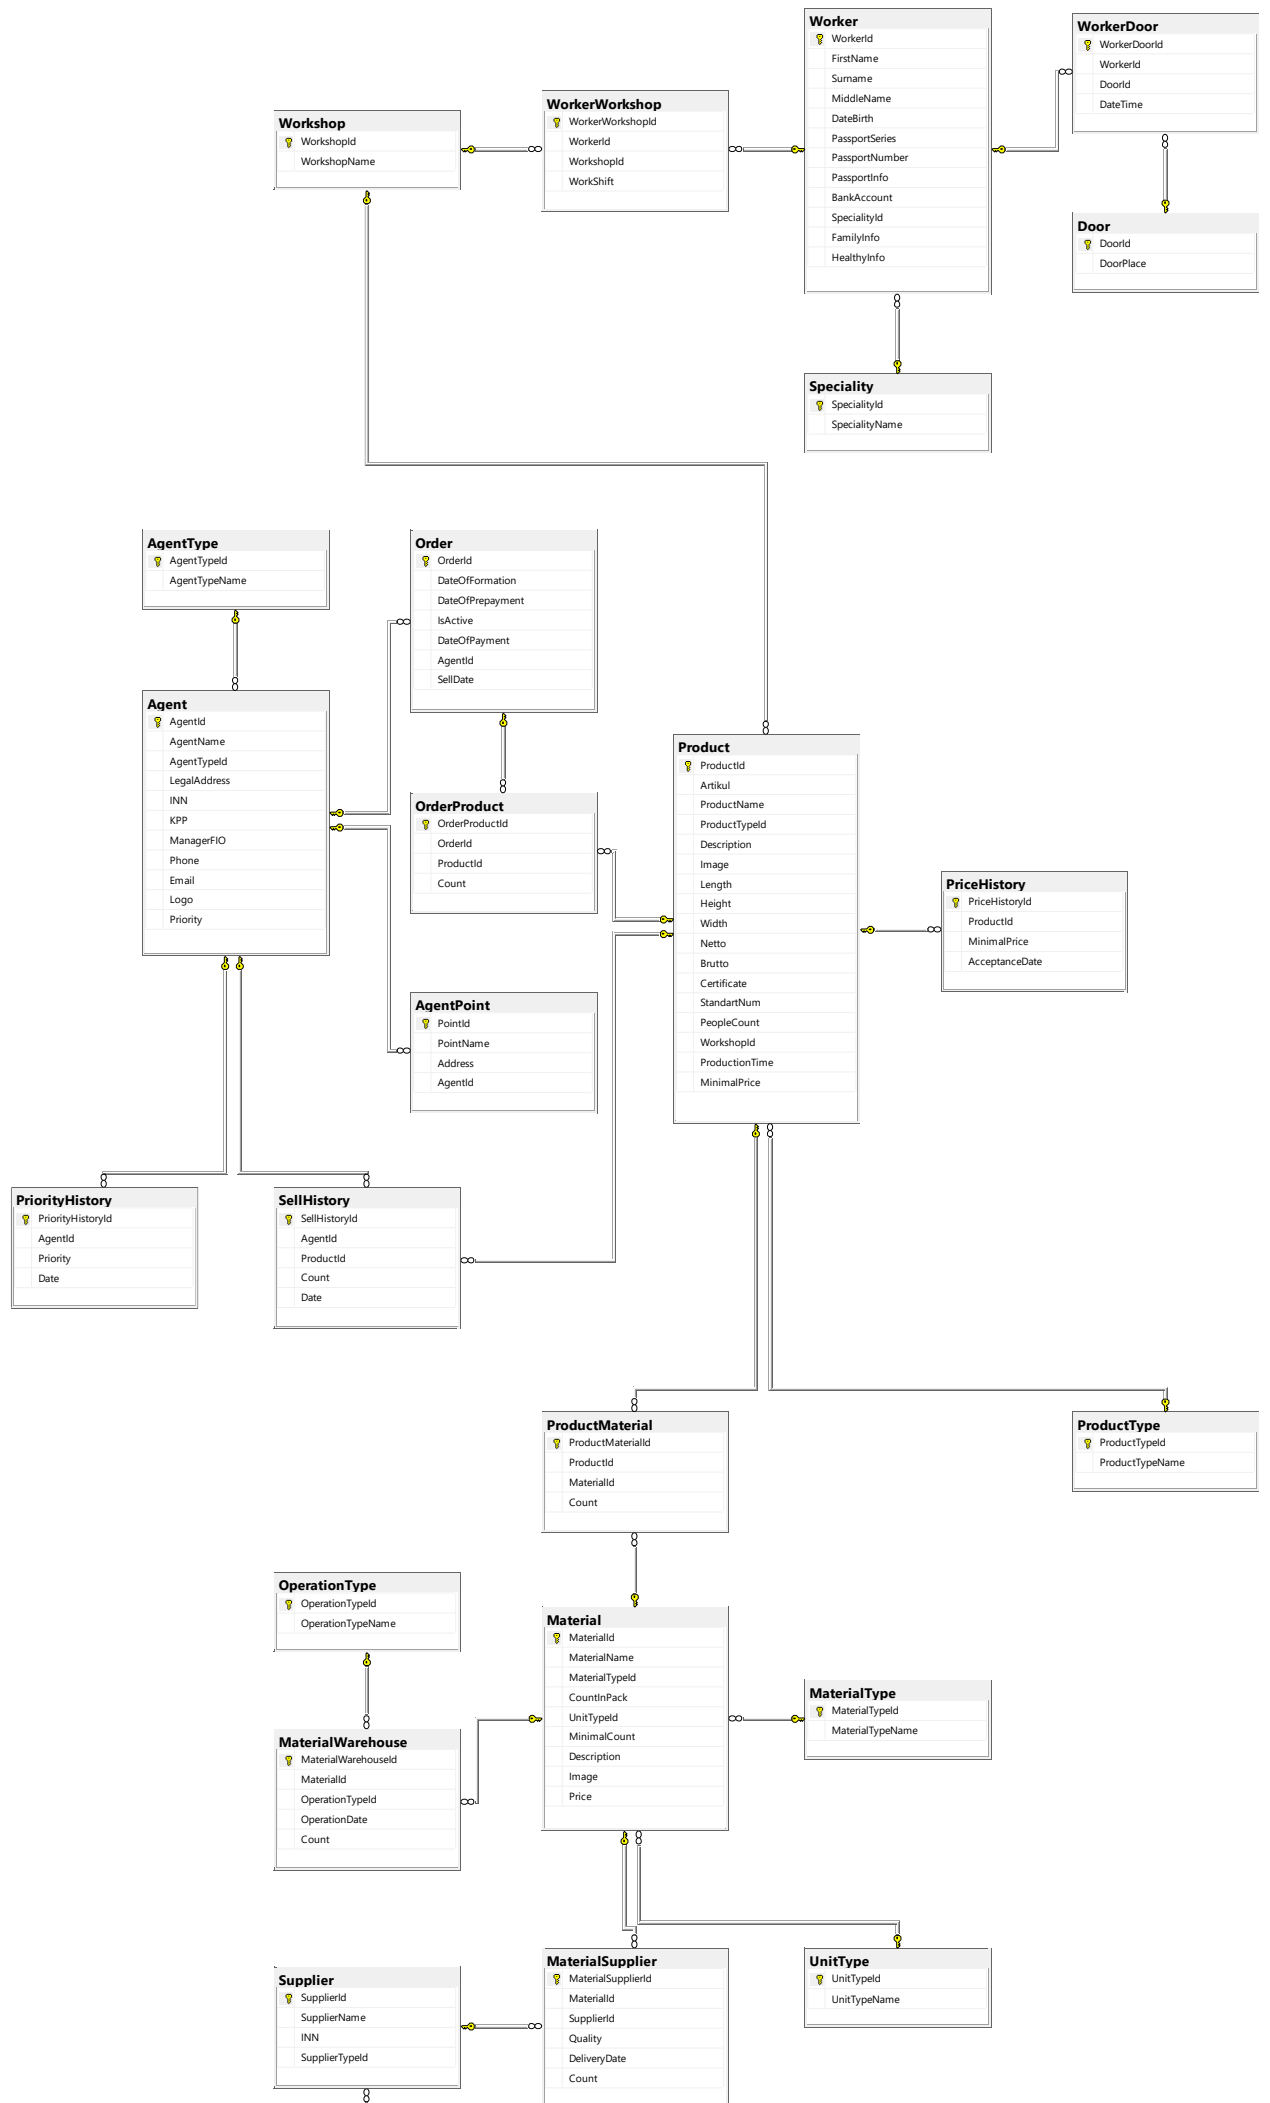 Worker
WorkerId
FirstName
Surname
MiddleName
DateBirth
PassportSeries
PassportNumber
PassportInfo
BankAccount
SpecialityId
FamilyInfo
HealthyInfo
WorkerDoor
WorkerDoorId
WorkerId
DoorId
DateTime
WorkerWorkshop
WorkerWorkshopId
WorkerId
WorkshopId
WorkShift
Workshop
WorkshopId
WorkshopName
Door
DoorId
DoorPlace
Speciality
SpecialityId
SpecialityName
AgentType
AgentTypeId
AgentTypeName
Order
OrderId
DateOfFormation
DateOfPrepayment
IsActive
DateOfPayment
AgentId
SellDate
Agent
AgentId
AgentName
AgentTypeId
LegalAddress
INN
KPP
ManagerFIO
Phone
Email
Logo
Priority
Product
ProductId
Artikul
ProductName
ProductTypeId
Description
Image
Length
Height
Width
Netto
Brutto
Certificate
StandartNum
PeopleCount
WorkshopId
ProductionTime
MinimalPrice
OrderProduct
OrderProductId
OrderId
ProductId
Count
PriceHistory
PriceHistoryId
ProductId
MinimalPrice
AcceptanceDate
AgentPoint
PointId
PointName
Address
AgentId
PriorityHistory
PriorityHistoryId
AgentId
Priority
Date
SellHistory
SellHistoryId
AgentId
ProductId
Count
Date
ProductMaterial
ProductMaterialId
ProductId
MaterialId
Count
ProductType
ProductTypeId
ProductTypeName
OperationType
OperationTypeId
OperationTypeName
Material
MaterialId
MaterialName
MaterialTypeId
CountInPack
UnitTypeId
MinimalCount
Description
Image
Price
MaterialType
MaterialTypeId
MaterialTypeName
MaterialWarehouse
MaterialWarehouseId
MaterialId
OperationTypeId
OperationDate
Count
MaterialSupplier
MaterialSupplierId
MaterialId
SupplierId
Quality
DeliveryDate
Count
UnitType
UnitTypeId
UnitTypeName
Supplier
SupplierId
SupplierName
INN
SupplierTypeId